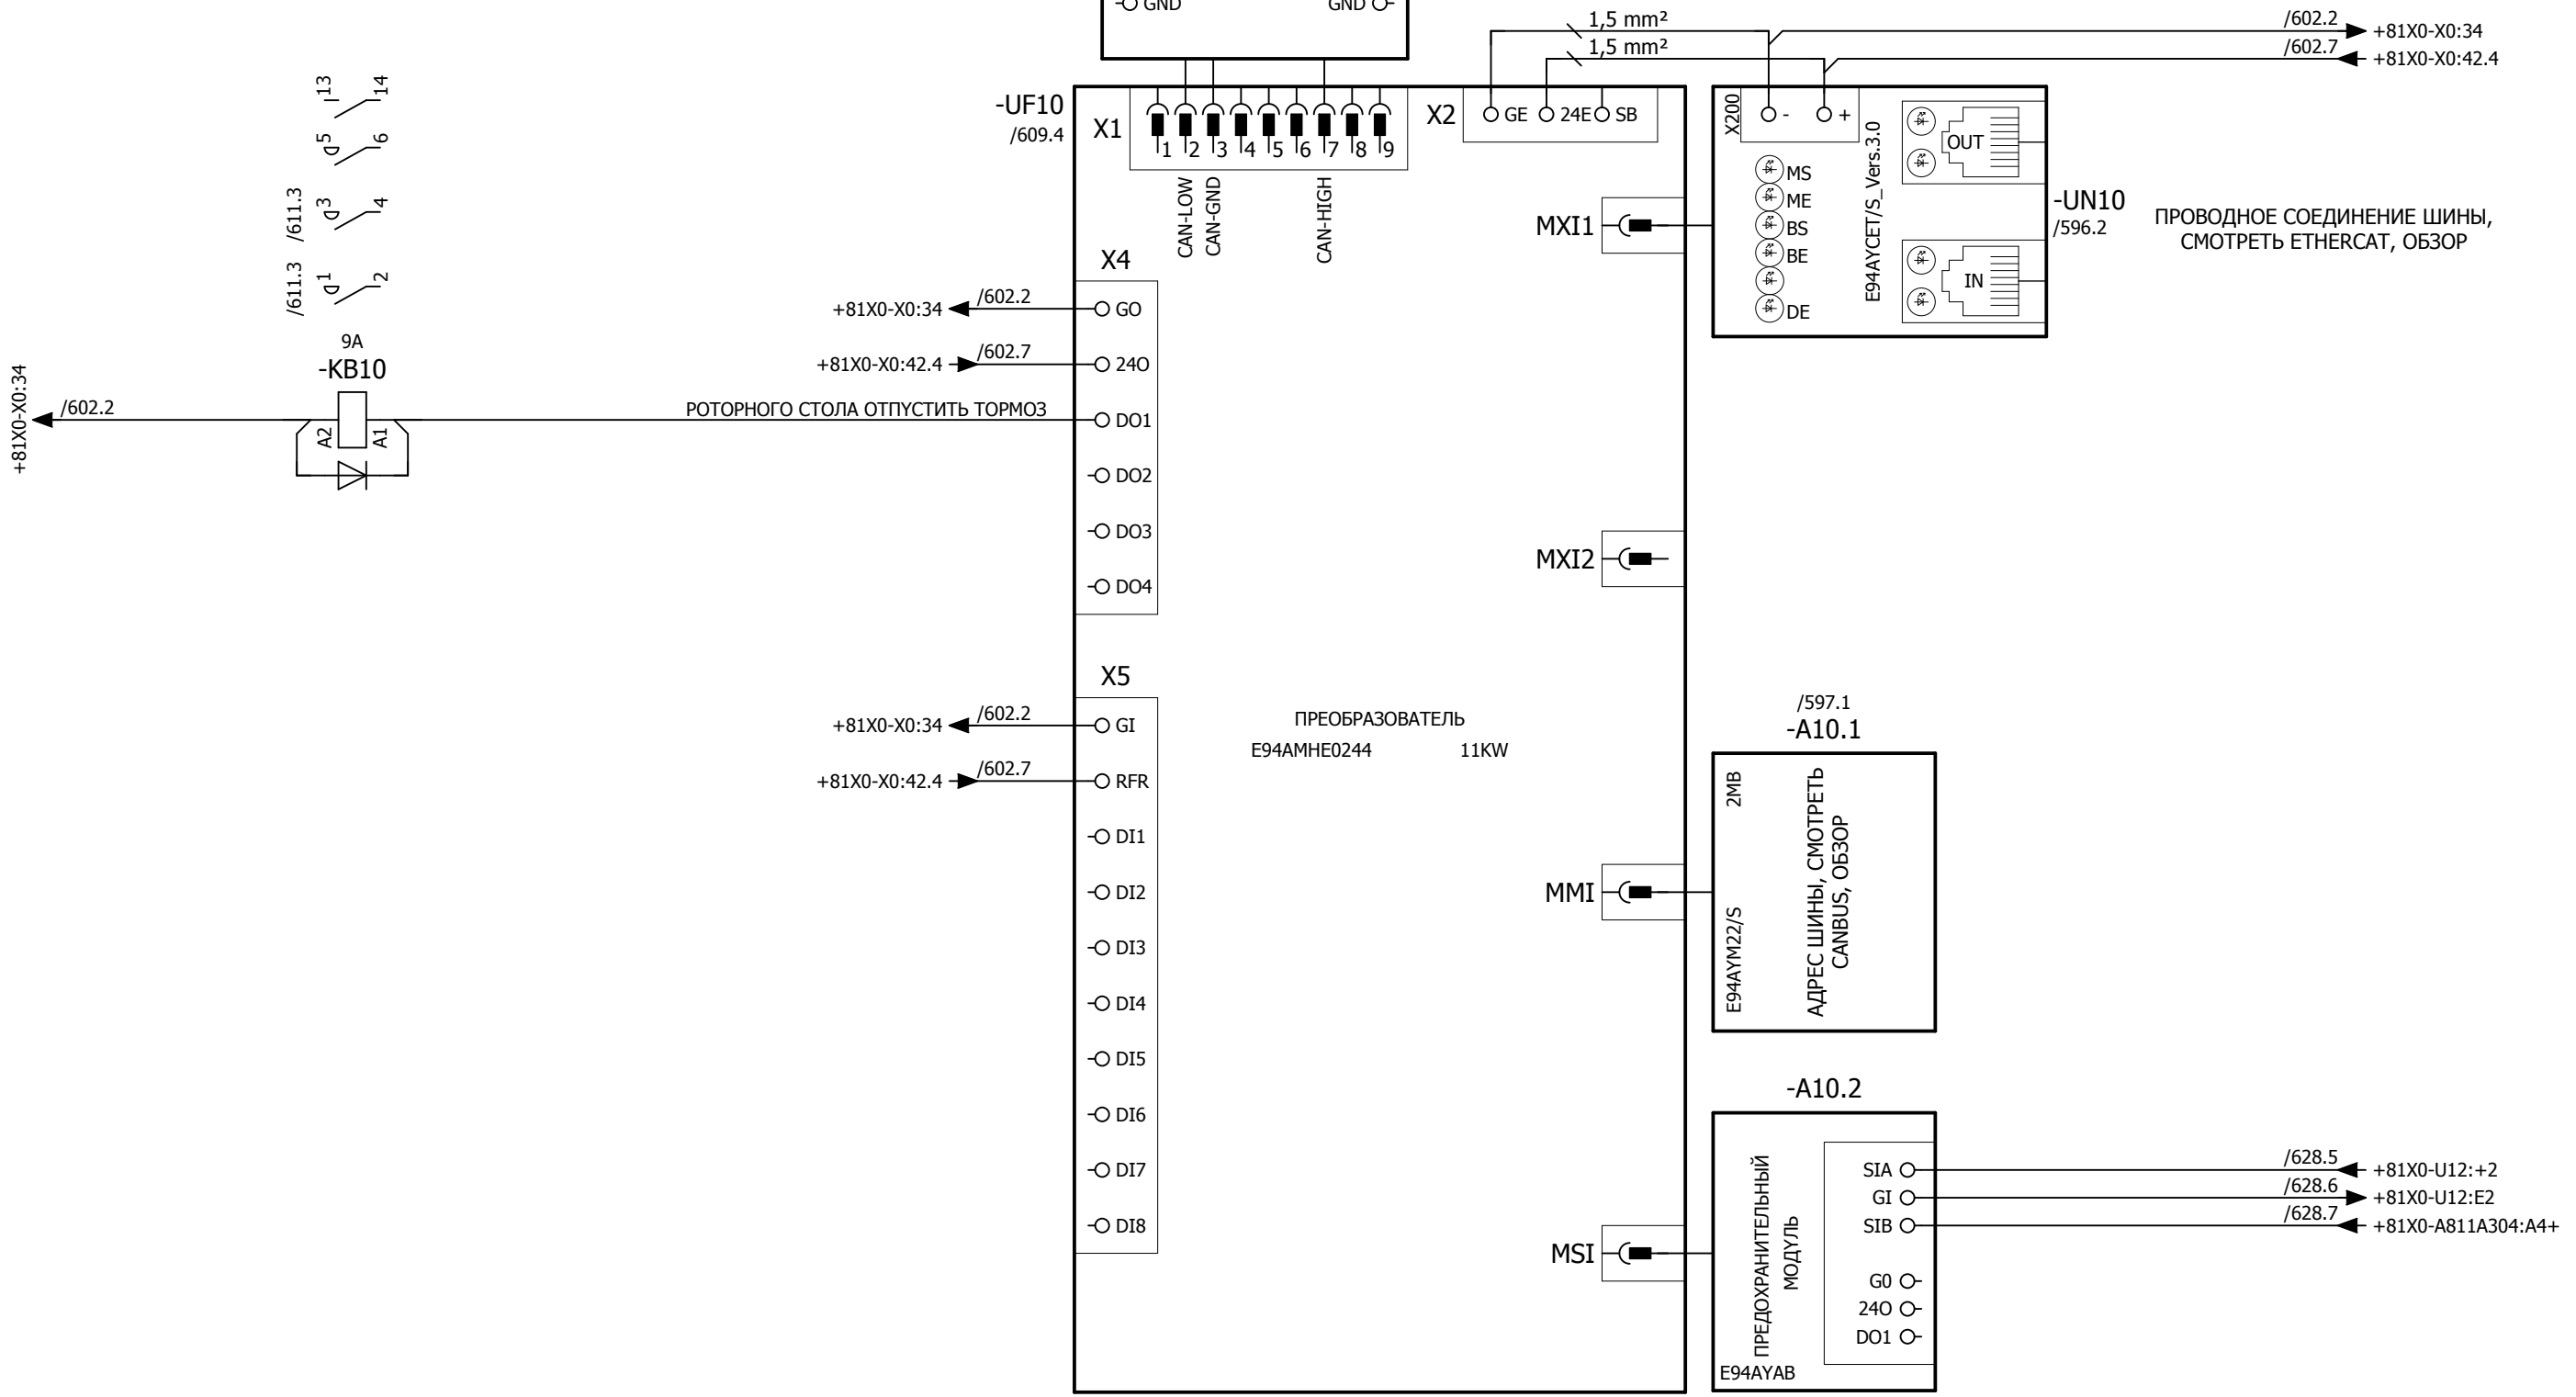 GND
GND
1,5 mm²
1,5 mm²
/602.2
+81X0-X0:34
/602.7
+81X0-X0:42.4
13
14
5
6
/611.3
3
4
/611.3
1
2
9A
-KB10
A2
A1
+81X0-X0:34
/602.2
РОТОРНОГО СТОЛА ОТПУСТИТЬ ТОРМОЗ
-UF10
/609.4
X1
1
2
3
4
5
6
7
8
9
CAN-LOW
CAN-GND
CAN-HIGH
X2
GE
24E
SB
X200
-
+
MS
ME
BS
BE
DE
E94AYCET/S_Vers.3.0
OUT
IN
-UN10
/596.2
ПРОВОДНОЕ СОЕДИНЕНИЕ ШИНЫ,
СМОТРЕТЬ ETHERCAT, ОБЗОР
MXI1
MXI2
MMI
MSI
X4
+81X0-X0:34
/602.2
GO
+81X0-X0:42.4
/602.7
24O
DO1
DO2
DO3
DO4
X5
+81X0-X0:34
/602.2
GI
+81X0-X0:42.4
/602.7
RFR
DI1
DI2
DI3
DI4
DI5
DI6
DI7
DI8
ПРЕОБРАЗОВАТЕЛЬ
E94AMHE0244 11KW
/597.1
-A10.1
2MB
E94AYM22/S
АДРЕС ШИНЫ, СМОТРЕТЬ
CANBUS, ОБЗОР
-A10.2
ПРЕДОХРАНИТЕЛЬНЫЙ
МОДУЛЬ
E94AYAB
SIA
GI
SIB
G0
24O
DO1
/628.5
+81X0-U12:+2
/628.6
+81X0-U12:E2
/628.7
+81X0-A811A304:A4+